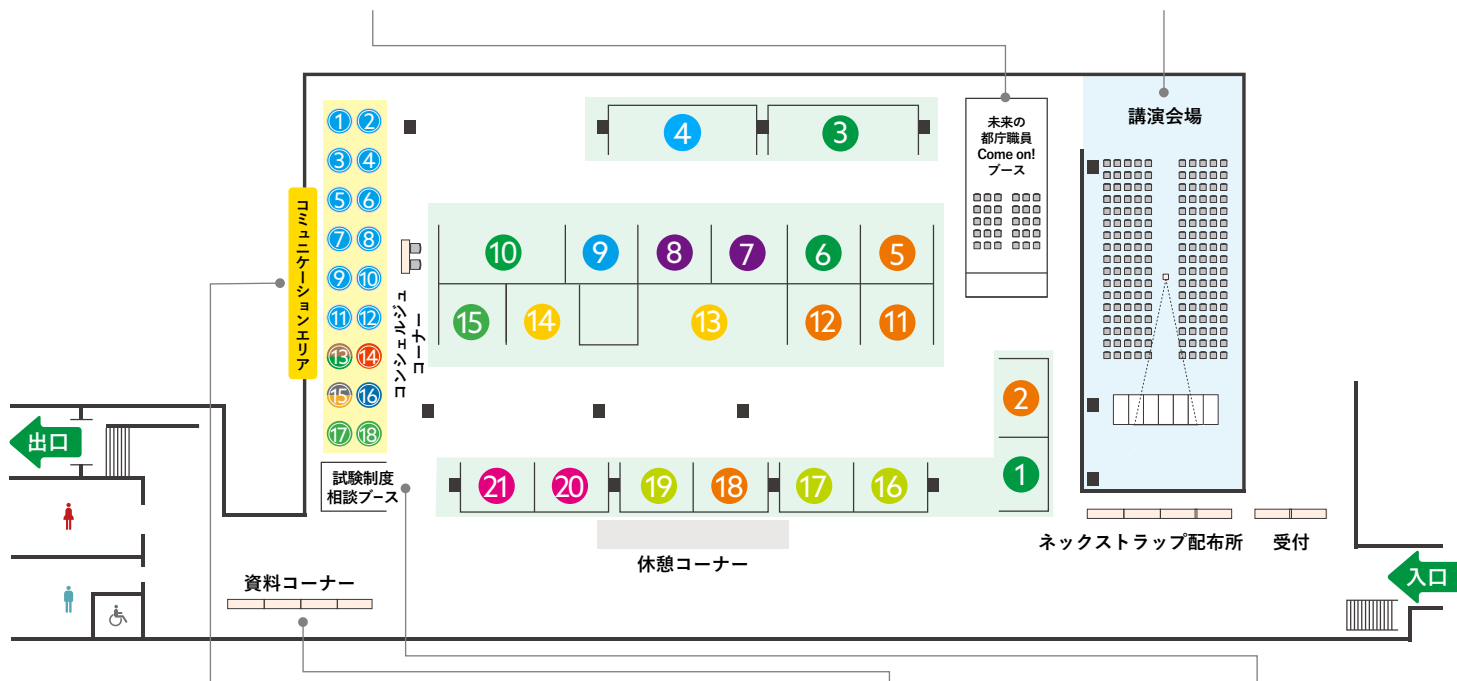 講演会場
未来の
都庁職員
Come on!
ブース
4
3
1
2
3
4
5
6
7
8
9
10
11
12
13
14
15
16
17
18
コミュニケーションエリア
コンシェルジュ
コーナー
10
9
8
7
6
5
15
14
13
12
11
2
1
21
20
19
18
17
16
出口
試験制度
相談ブース
休憩コーナー
ネックストラップ配布所
受付
資料コーナー
入口